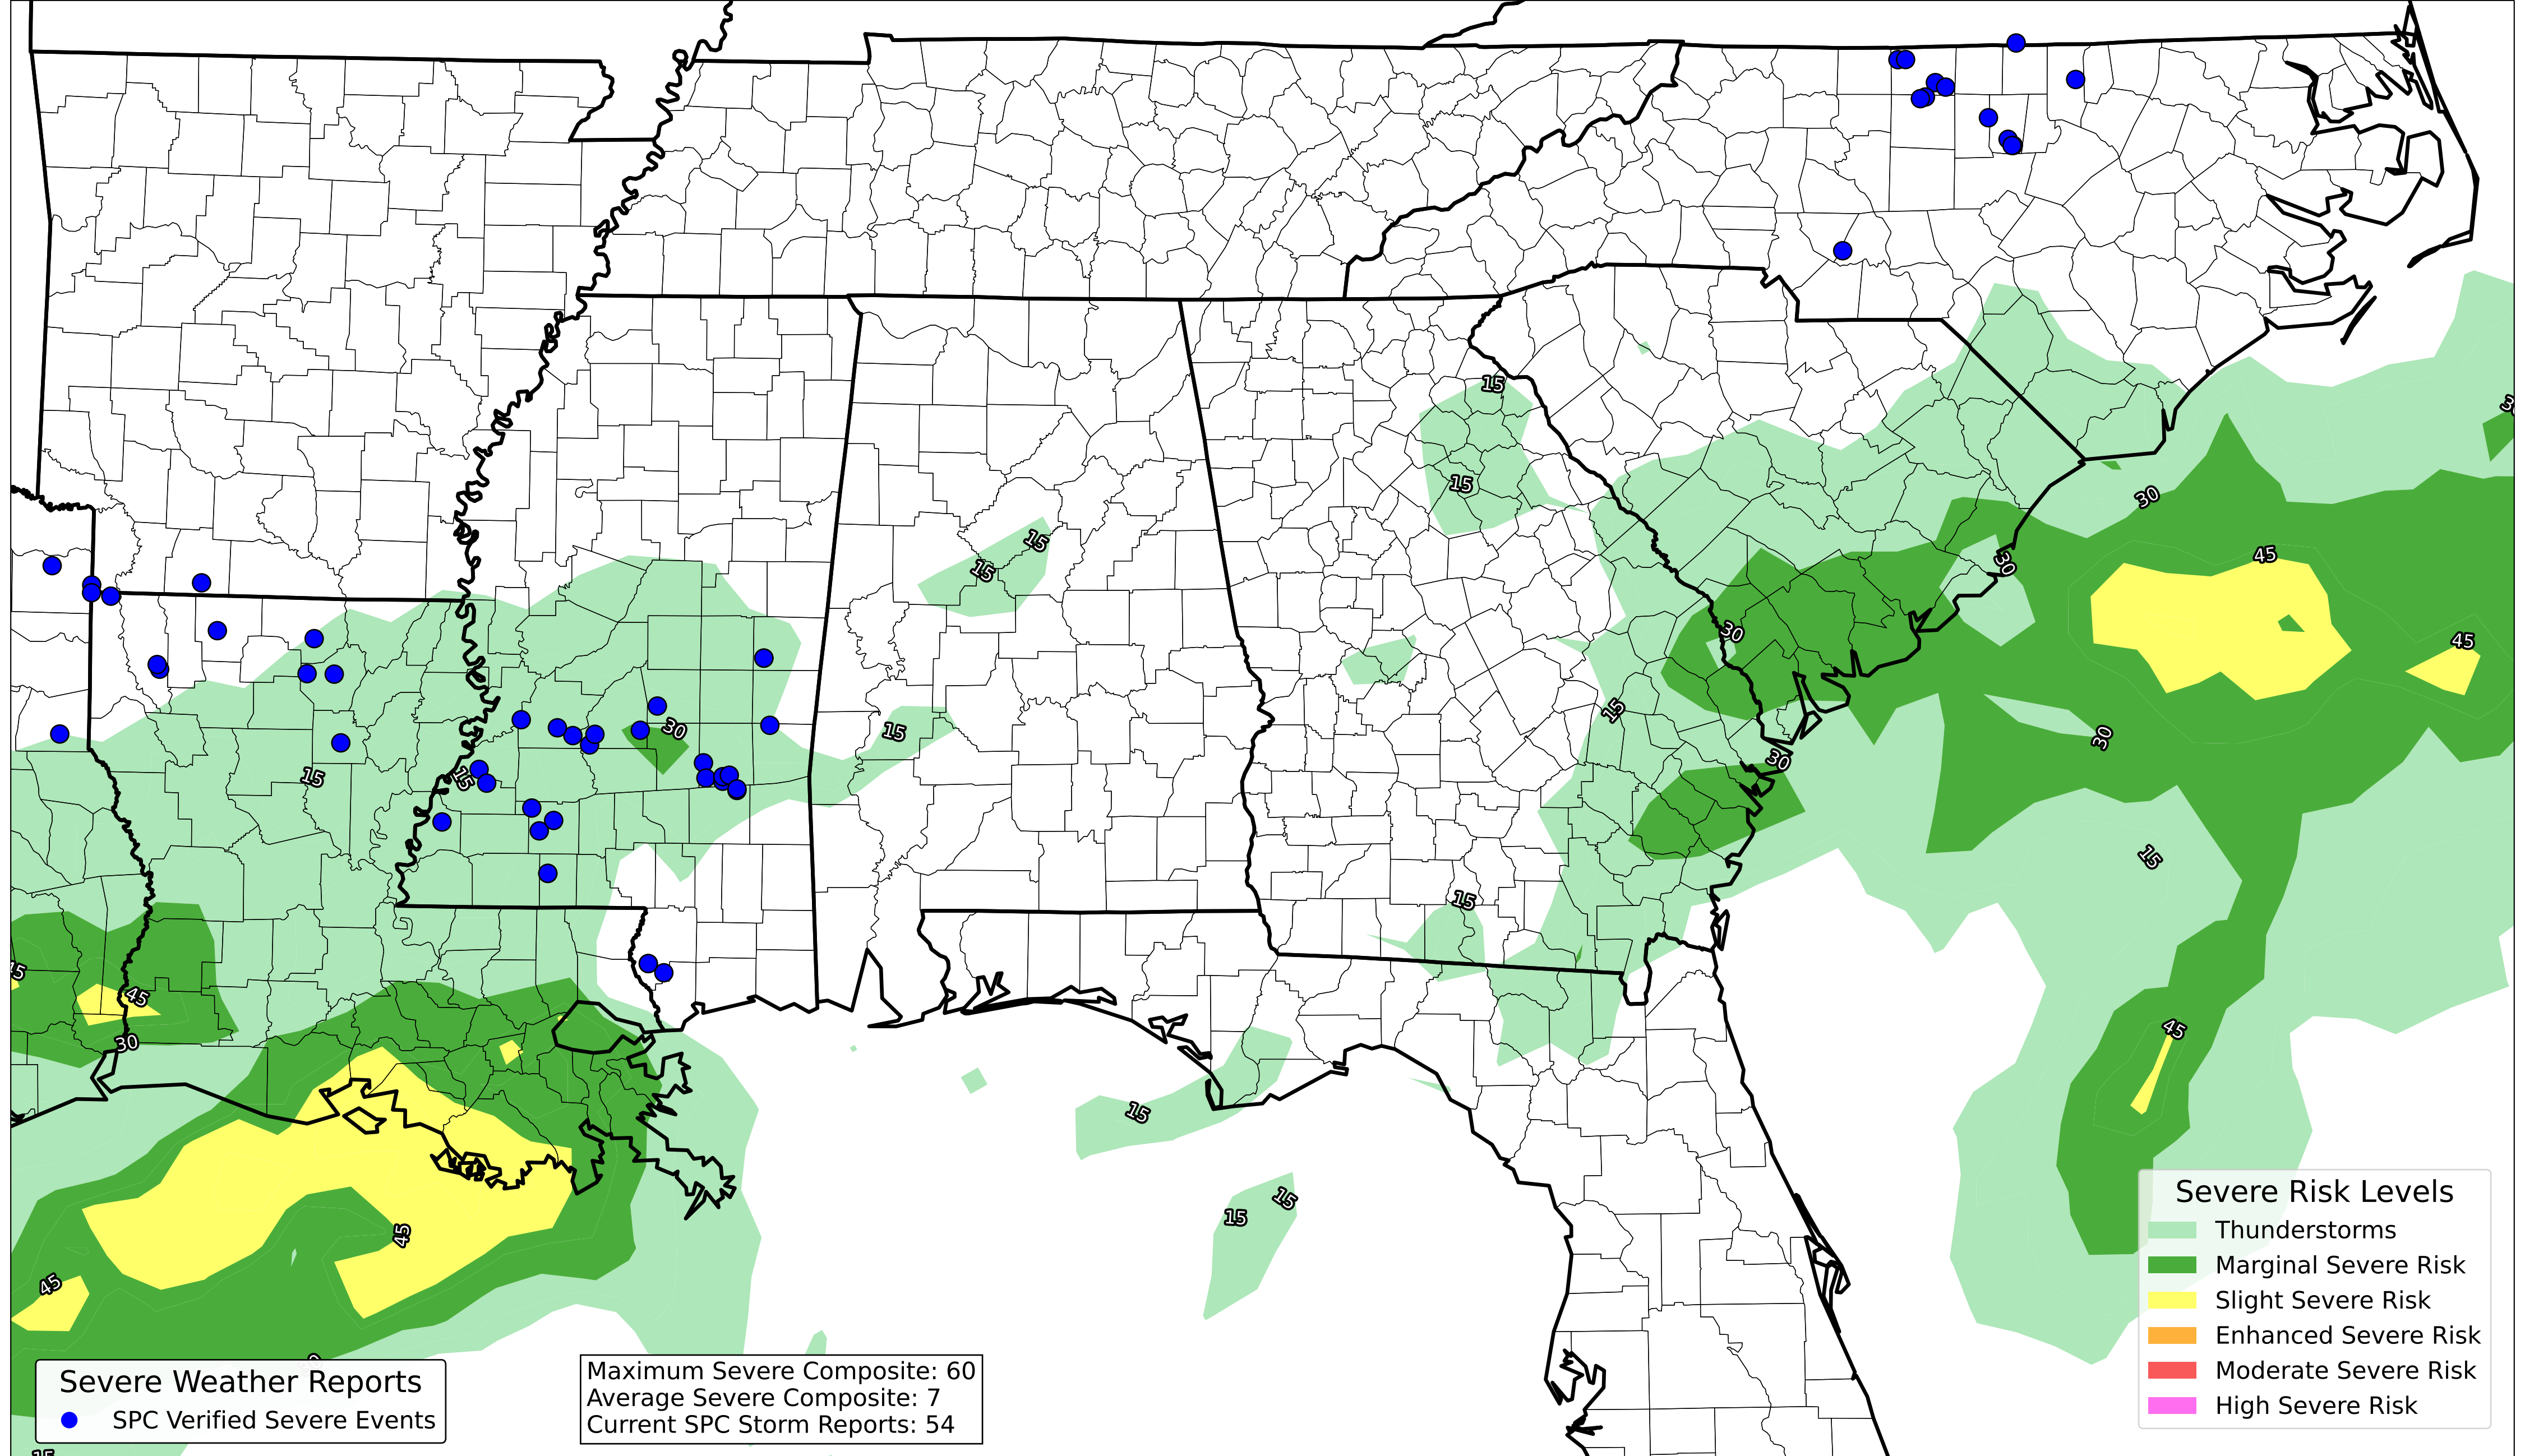 15
30
15
15
30
45
15
30
30
45
15
30
15
30
15
30
15
15
15
15
45
45
30
45
15
15
15
45
45
15
Severe Risk Levels
Thunderstorms
Marginal Severe Risk
Slight Severe Risk
Enhanced Severe Risk
Moderate Severe Risk
High Severe Risk
Severe Weather Reports
SPC Verified Severe Events
Maximum Severe Composite: 60
Average Severe Composite: 7
Current SPC Storm Reports: 54